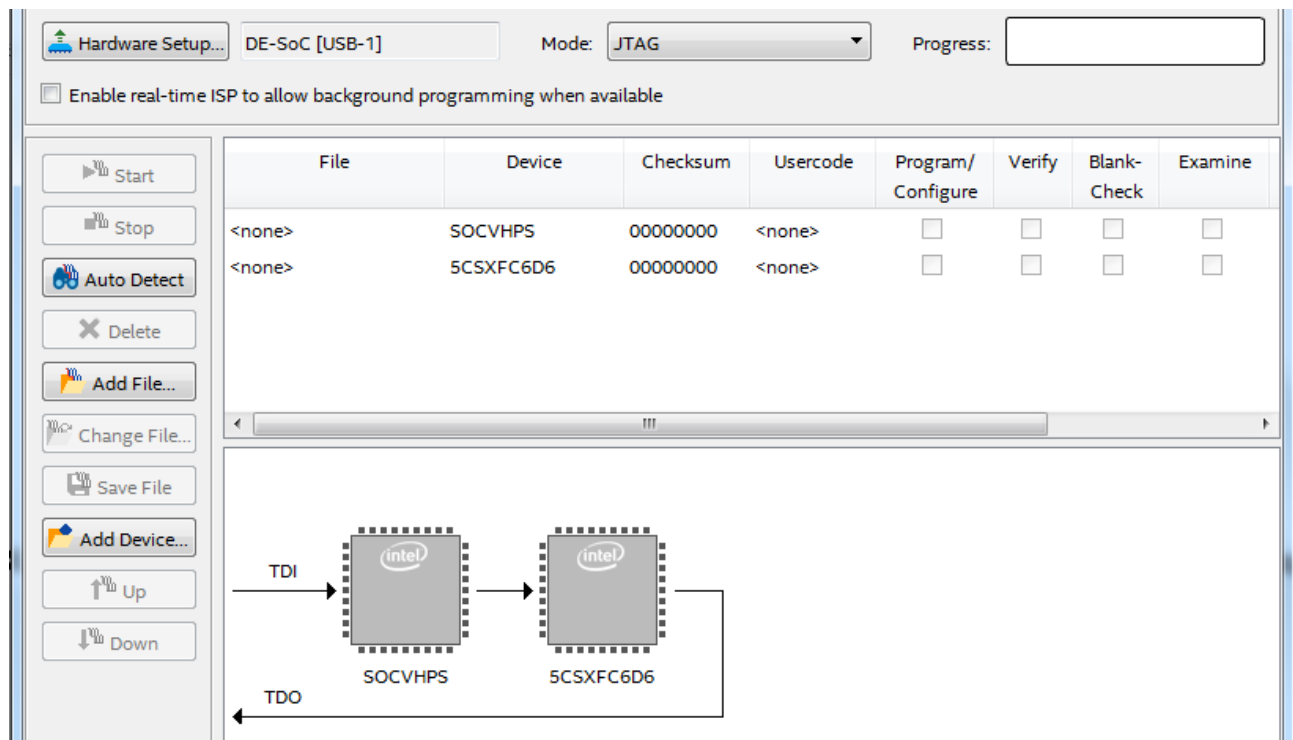 Hardware Setup... DE-SoC [USB-1] Mode: JTAG Progress:
Enable real-time ISP to allow background programming when available
Start
Stop
Auto Detect
Delete
Add File...
Change File...
Save File
Add Device...
Up
Down
File Device Checksum Usercode Program/ Verify Blank- Examine
Configure Check
<none> SOCVHPS 00000000 <none>
<none> 5CSXFC6D6 00000000 <none>
TDI
intel
intel
SOCVHPS 5CSXFC6D6
TDO